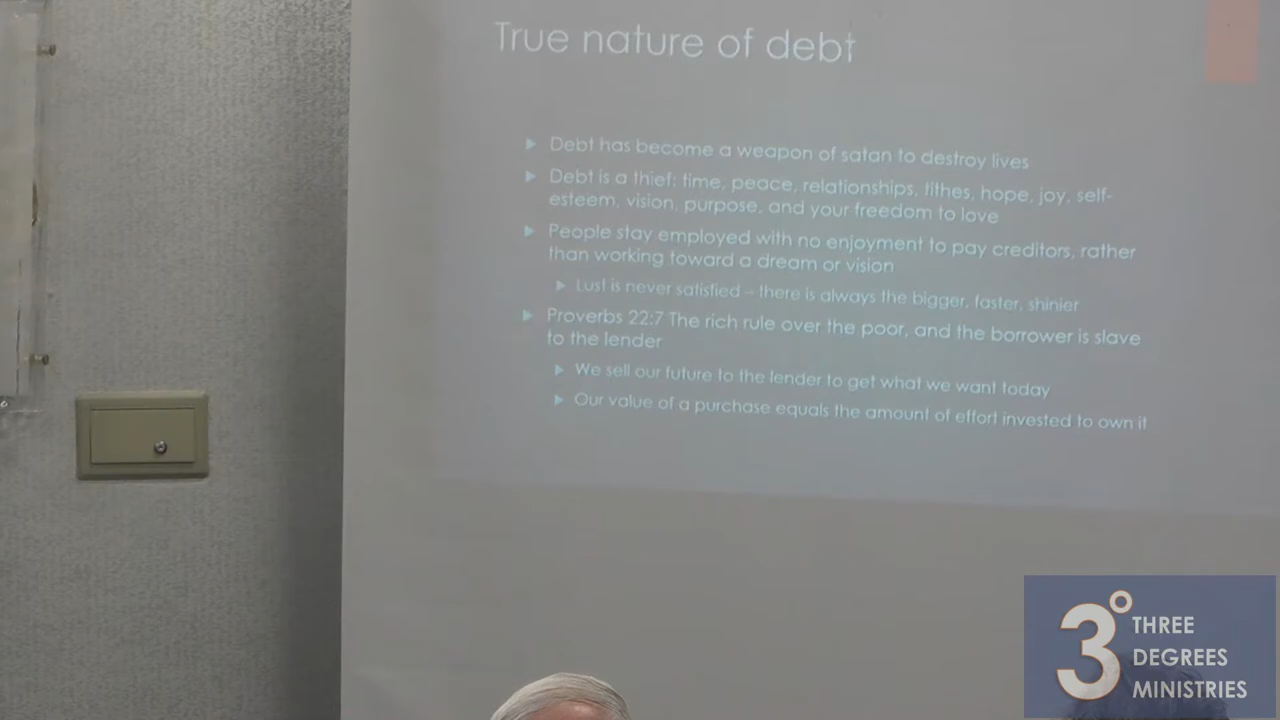 True nature of debt
Debt has become a weapon of satan to destroy lives
Debt is a thief: time, peace, relationships, tithes, hope, joy, self-
esteem, vision, purpose, and your freedom to love
People stay employed with no enjoyment to pay creditors, rather
than working toward a dream or vision
Lust is never satisfied – there is always the bigger, faster, shinier
Proverbs 22:7 The rich rule over the poor, and the borrower is slave
to the lender
We sell our future to the lender to get what we want today
Our value of a purchase equals the amount of effort invested to own it
3° THREE
DEGREES
MINISTRIES